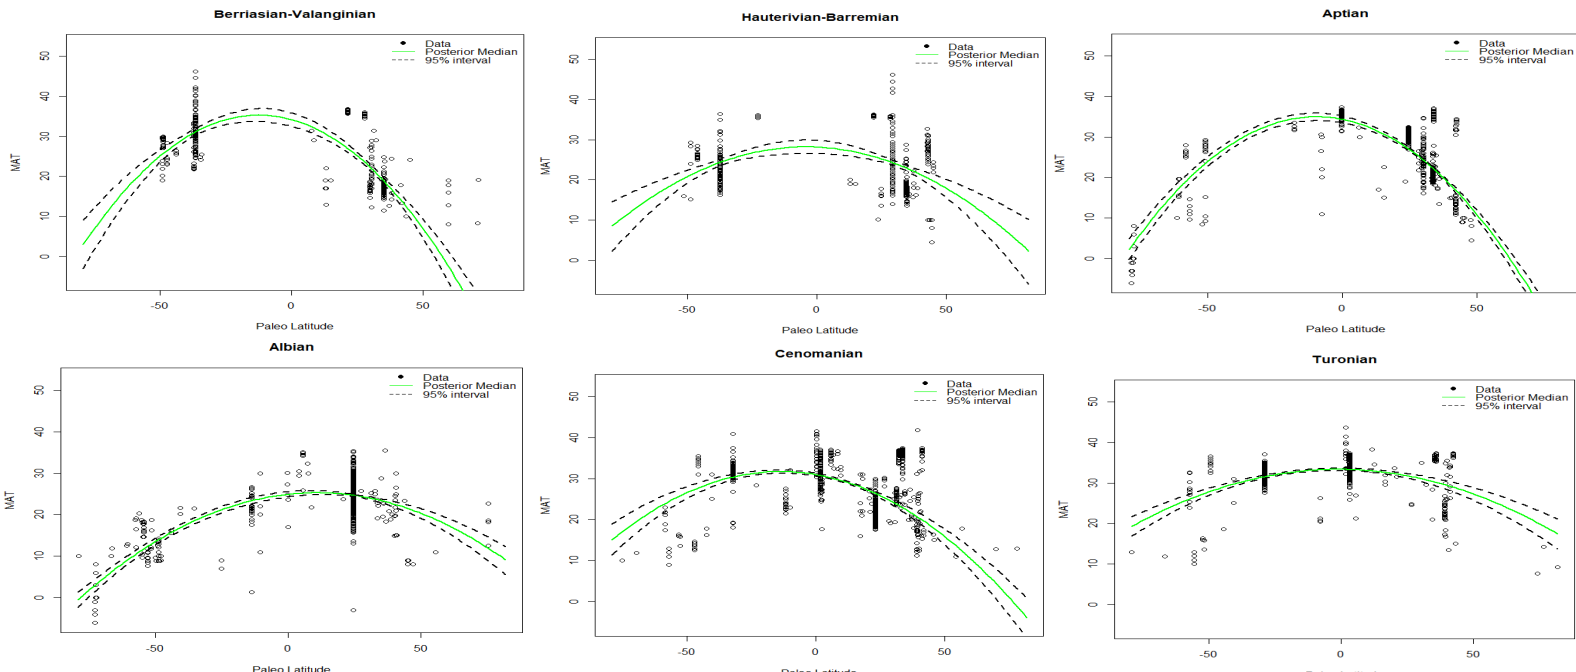 Berriasian-Valanginian
Data
Posterior Median
95% interval
MAT
50
40
30
20
10
0
-50
0
50
Paleo Latitude
Hauterivian-Barremian
Data
Posterior Median
95% interval
MAT
50
40
30
20
10
0
-50
0
50
Paleo Latitude
Aptian
Data
Posterior Median
95% interval
MAT
50
40
30
20
10
0
-50
0
50
Paleo Latitude
Albian
Data
Posterior Median
95% interval
MAT
50
40
30
20
10
0
-50
0
50
Paleo Latitude
Cenomanian
Data
Posterior Median
95% interval
MAT
50
40
30
20
10
0
-50
0
50
Paleo Latitude
Turonian
Data
Posterior Median
95% interval
MAT
50
40
30
20
10
0
-50
0
50